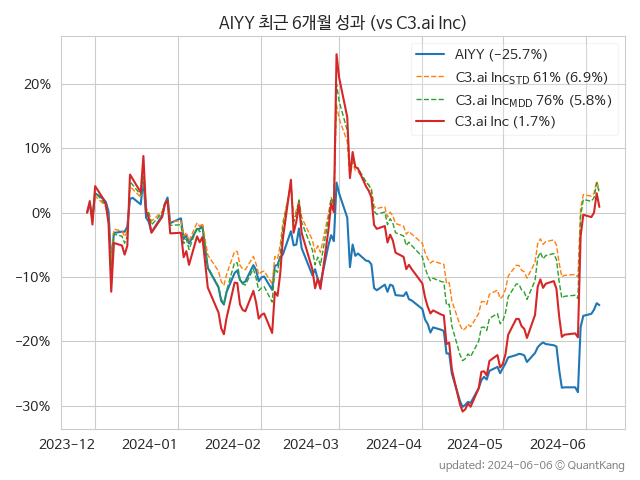 AIYY 최근 6개월 성과 (vs C3.ai Inc)
AIYY (-25.7%)
C3.ai Inc_STD 61% (6.9%)
C3.ai Inc_MDD 76% (5.8%)
C3.ai Inc (1.7%)
20%
10%
0%
-10%
-20%
-30%
2023-12 2024-01 2024-02 2024-03 2024-04 2024-05 2024-06
updated: 2024-06-06 © QuantKang